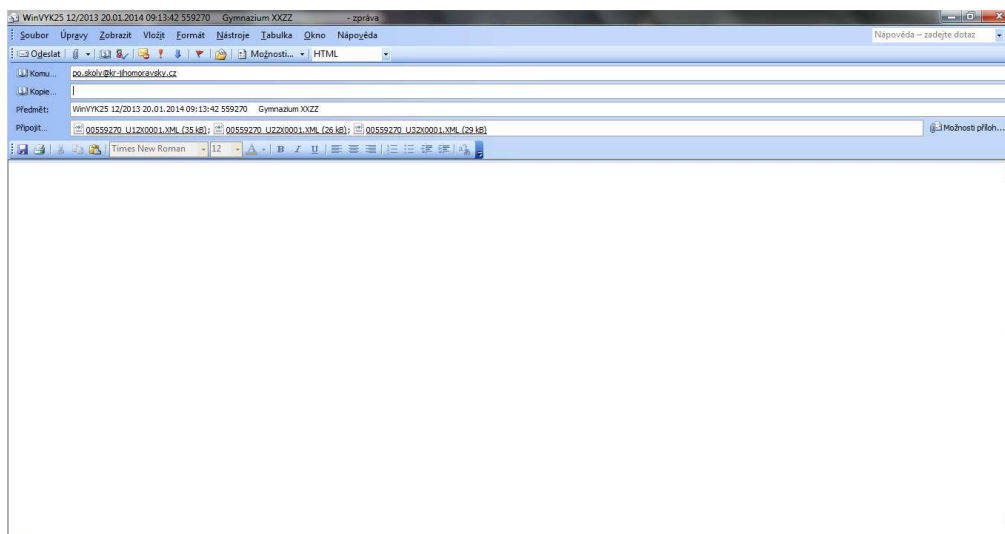 WinVYK25 12/2013 20.01.2014 09:13:42 559270 Gymnazium XXZZ - zpráva
Soubor Úpravy Zobrazit Vložit Formát Nástroje Tabulka Okno Nápověda Nápověda – zadejte dotaz
Odeslat Možnosti... HTML
Komu... po.skoly@kr-jihomoravsky.cz
Kopie...
Předmět: WinVYK25 12/2013 20.01.2014 09:13:42 559270 Gymnazium XXZZ
Připojit... 00559270_U12X0001.XML (35 kB); 00559270_U22X0001.XML (26 kB); 00559270_U32X0001.XML (29 kB) Možnosti příloh...
Times New Roman 12 A B I U